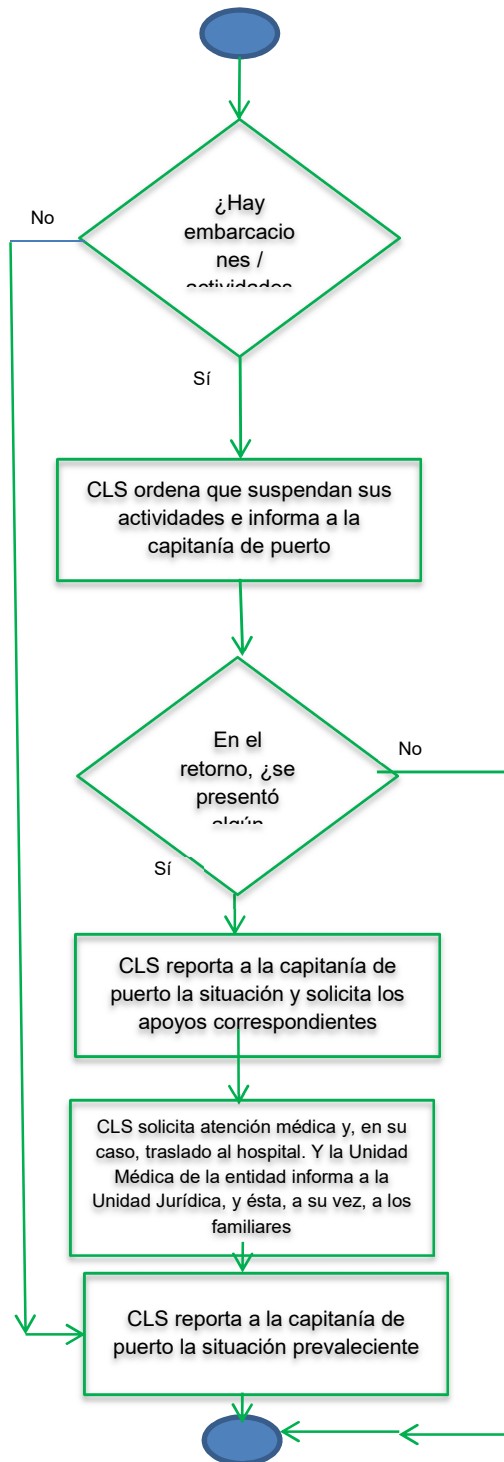 ¿Hay
embarcacio
nes /
actividades
No
Sí
CLS ordena que suspendan sus
actividades e informa a la
capitanía de puerto
En el
retorno, ¿se
presentó
algún
No
Sí
CLS reporta a la capitanía de
puerto la situación y solicita los
apoyos correspondientes
CLS solicita atención médica y, en su
caso, traslado al hospital. Y la Unidad
Médica de la entidad informa a la
Unidad Jurídica, y ésta, a su vez, a los
familiares
CLS reporta a la capitanía de
puerto la situación prevaleciente